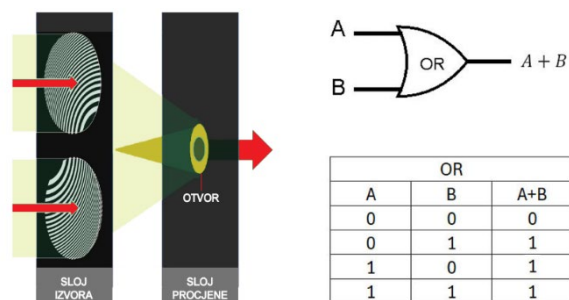 OTVOR
SLOJ
IZVORA
SLOJ
PROCJENE
A
B
OR
A + B
OR
A B A+B
0 0 0
0 1 1
1 0 1
1 1 1